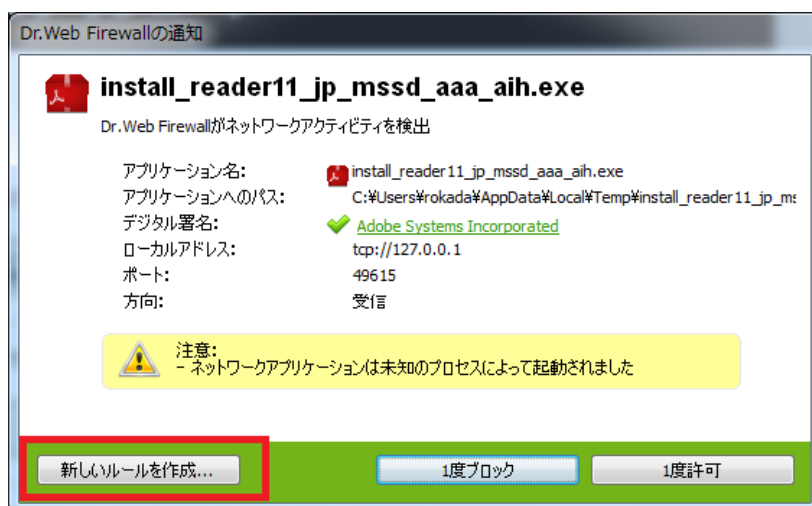 Dr.Web Firewallの通知
install_reader11_jp_mssd_aaa_aih.exe
Dr.Web Firewallがネットワークアクティビティを検出
アプリケーション名: install_reader11_jp_mssd_aaa_aih.exe
アプリケーションへのパス: C:¥Users¥rokada¥AppData¥Local¥Temp¥install_reader11_jp_ms
デジタル署名: Adobe Systems Incorporated
ローカルアドレス: tcp://127.0.0.1
ポート: 49615
方向: 受信
注意:
- ネットワークアプリケーションは未知のプロセスによって起動されました
新しいルールを作成... 1度ブロック 1度許可